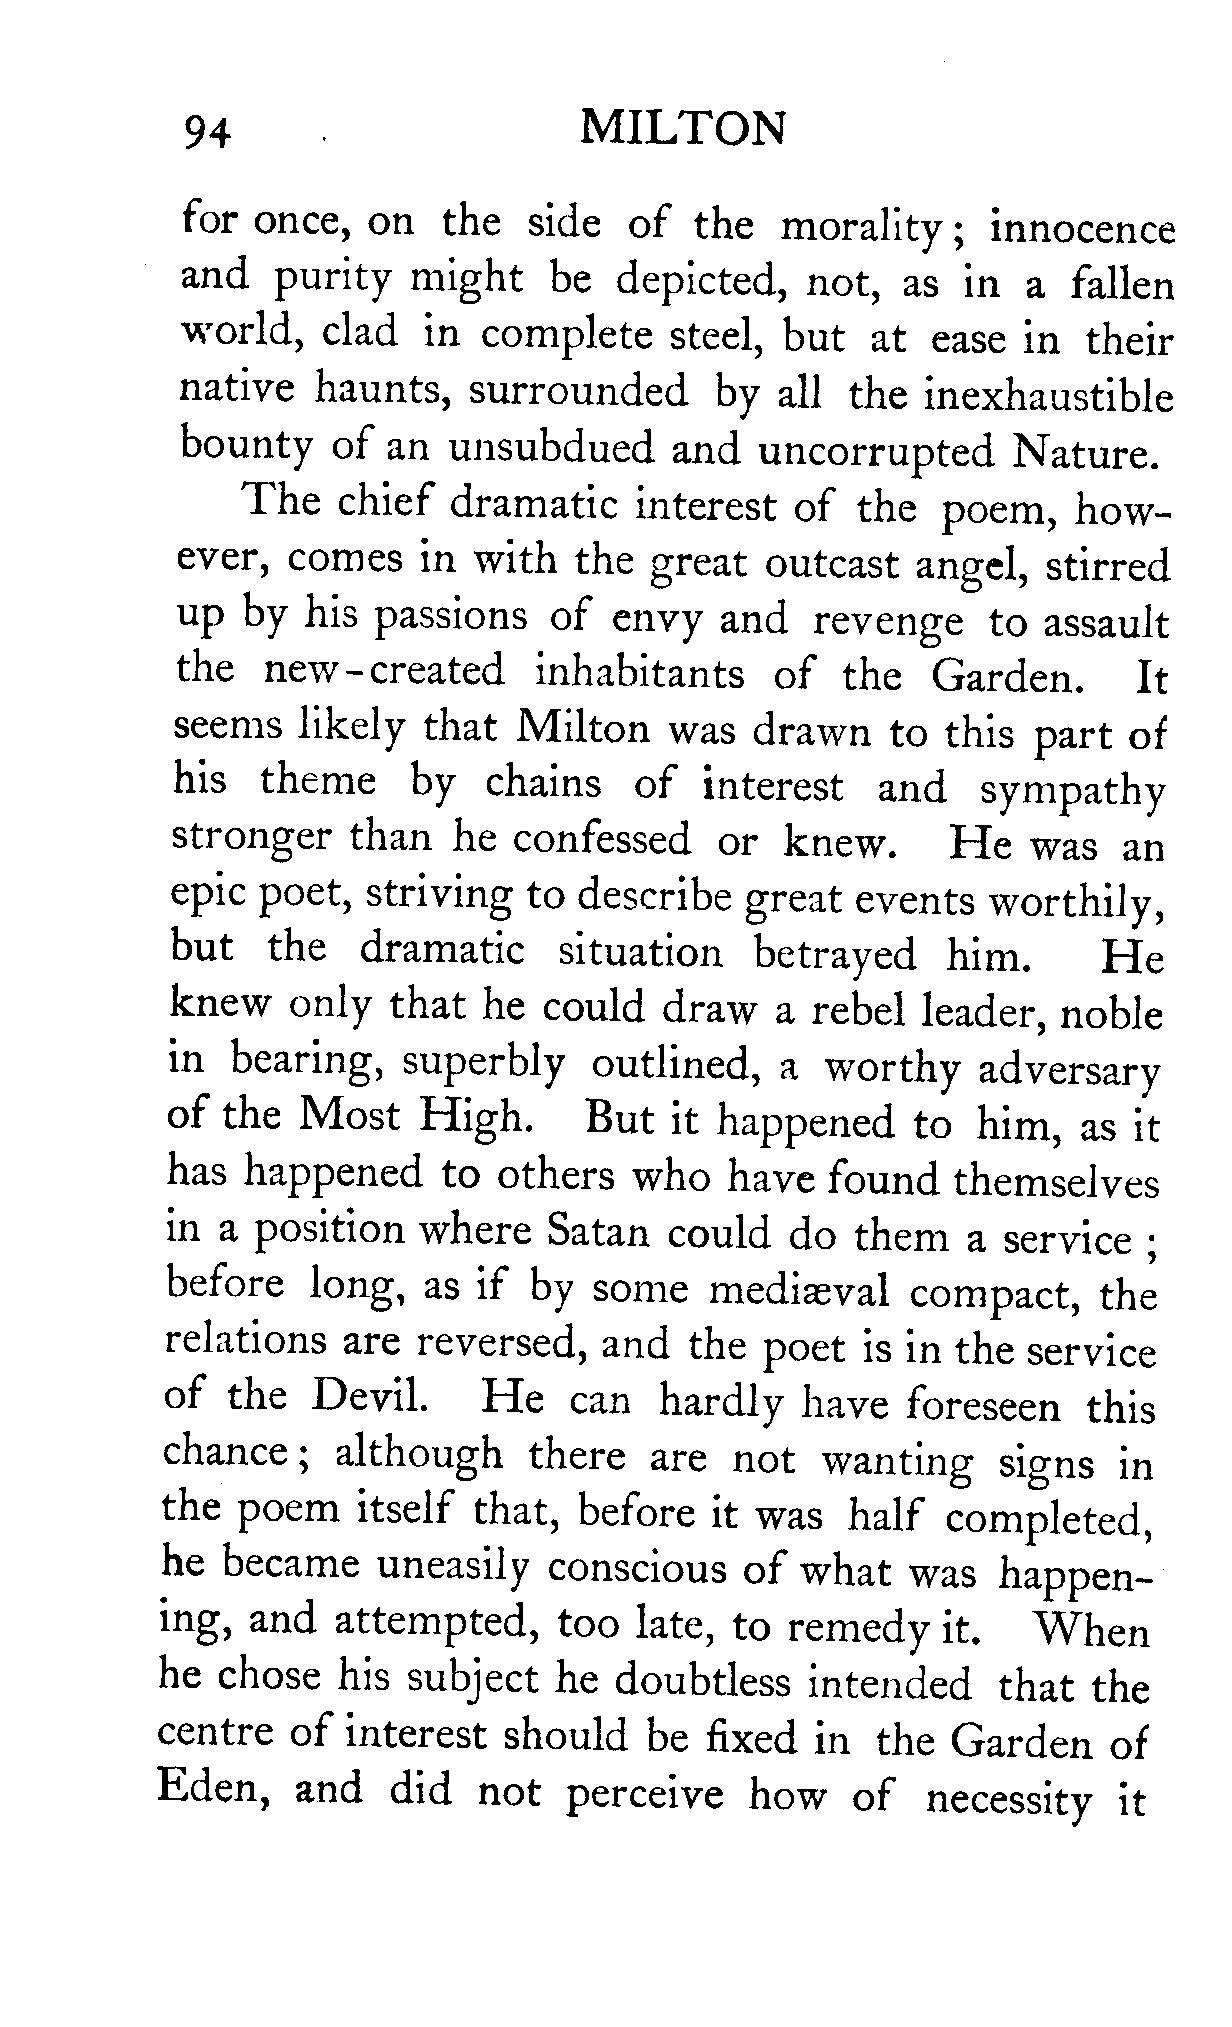 94 MILTON
for once, on the side of the morality; innocence
and purity might be depicted, not, as in a fallen
world, clad in complete steel, but at ease in their
native haunts, surrounded by all the inexhaustible
bounty of an unsubdued and uncorrupted Nature.
The chief dramatic interest of the poem, how-
ever, comes in with the great outcast angel, stirred
up by his passions of envy and revenge to assault
the new-created inhabitants of the Garden. It
seems likely that Milton was drawn to this part of
his theme by chains of interest and sympathy
stronger than he confessed or knew. He was an
epic poet, striving to describe great events worthily,
but the dramatic situation betrayed him. He
knew only that he could draw a rebel leader, noble
in bearing, superbly outlined, a worthy adversary
of the Most High. But it happened to him, as it
has happened to others who have found themselves
in a position where Satan could do them a service;
before long, as if by some mediæval compact, the
relations are reversed, and the poet is in the service
of the Devil. He can hardly have foreseen this
chance; although there are not wanting signs in
the poem itself that, before it was half completed,
he became uneasily conscious of what was happen-
ing, and attempted, too late, to remedy it. When
he chose his subject he doubtless intended that the
centre of interest should be fixed in the Garden of
Eden, and did not perceive how of necessity it